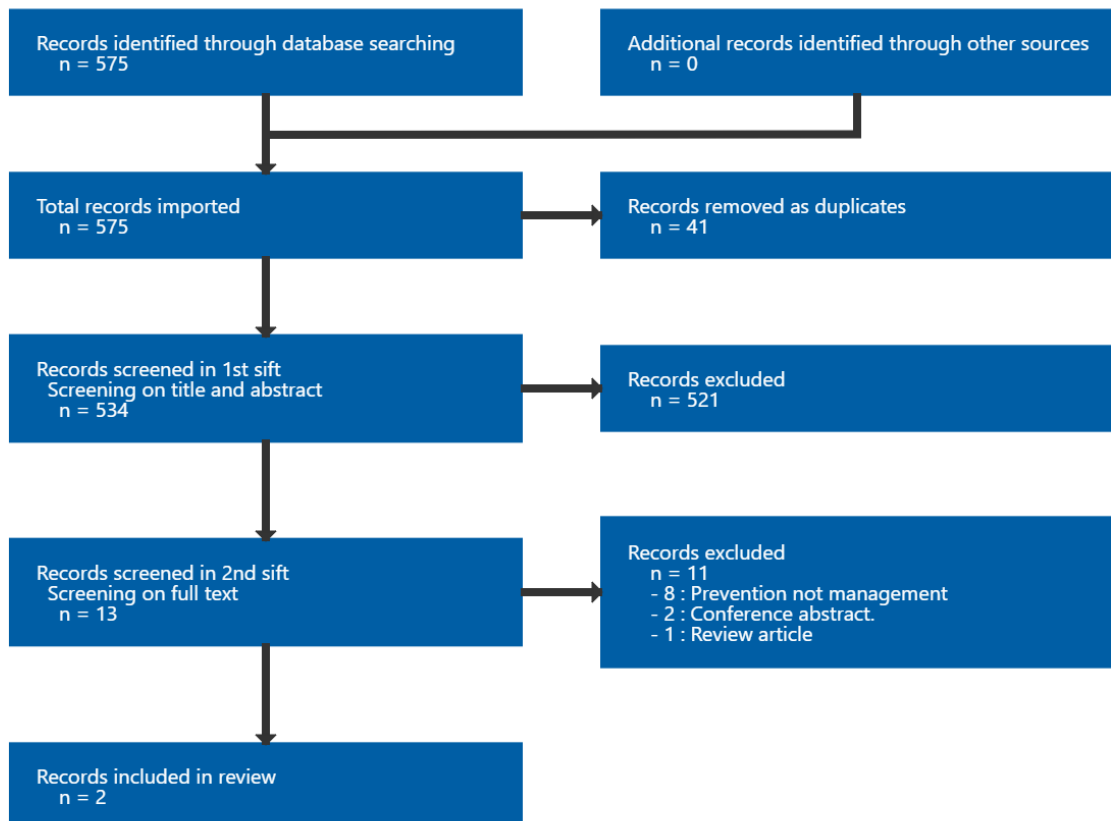 Records identified through database searching
n = 575
Additional records identified through other sources
n = 0
Total records imported
n = 575
Records removed as duplicates
n = 41
Records screened in 1st sift
Screening on title and abstract
n = 534
Records excluded
n = 521
Records screened in 2nd sift
Screening on full text
n = 13
Records excluded
n = 11
- 8 : Prevention not management
- 2 : Conference abstract.
- 1 : Review article
Records included in review
n = 2